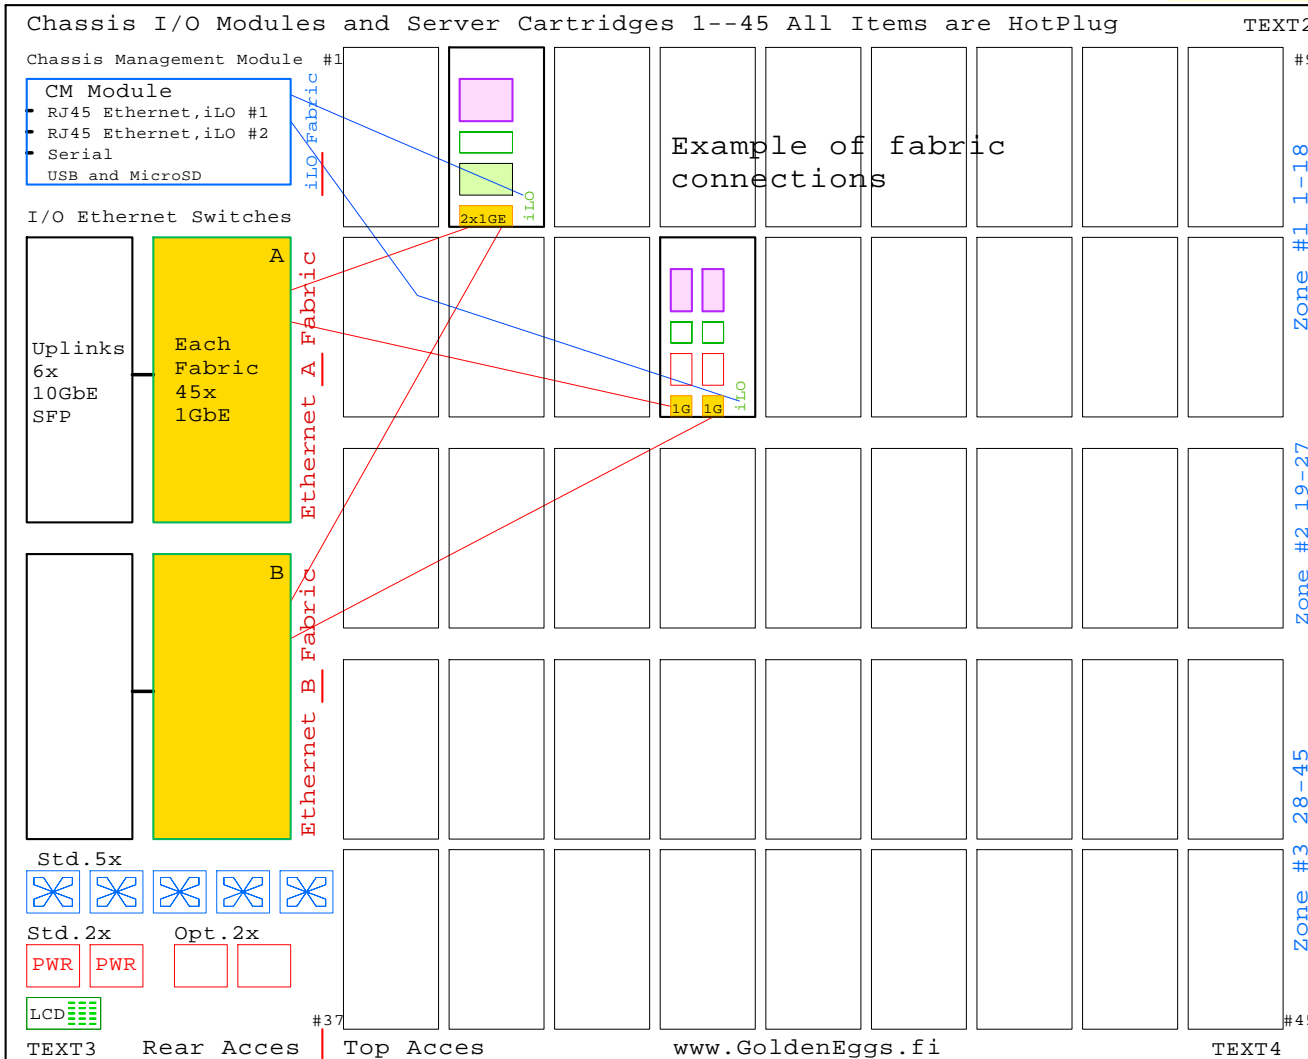 Chassis I/O Modules and Server Cartridges 1--45 All Items are HotPlug
TEXT2
Chassis Management Module #1
CM Module
RJ45 Ethernet,iLO #1
RJ45 Ethernet,iLO #2
Serial
USB and MicroSD
iLO Fabric
I/O Ethernet Switches
Uplinks
6x
10GbE
SFP
A
Each
Fabric
45x
1GbE
Ethernet A Fabric
B
Ethernet B Fabric
2x1GE
iLO
Example of fabric
connections
1G
1G
iLO
Zone #1 1-18
Zone #2 19-27
Zone #3 28-45
Std.5x
Std.2x
Opt.2x
PWR
PWR
LCD
#37
TEXT3
Rear Acces
Top Acces
www.GoldenEggs.fi
TEXT4